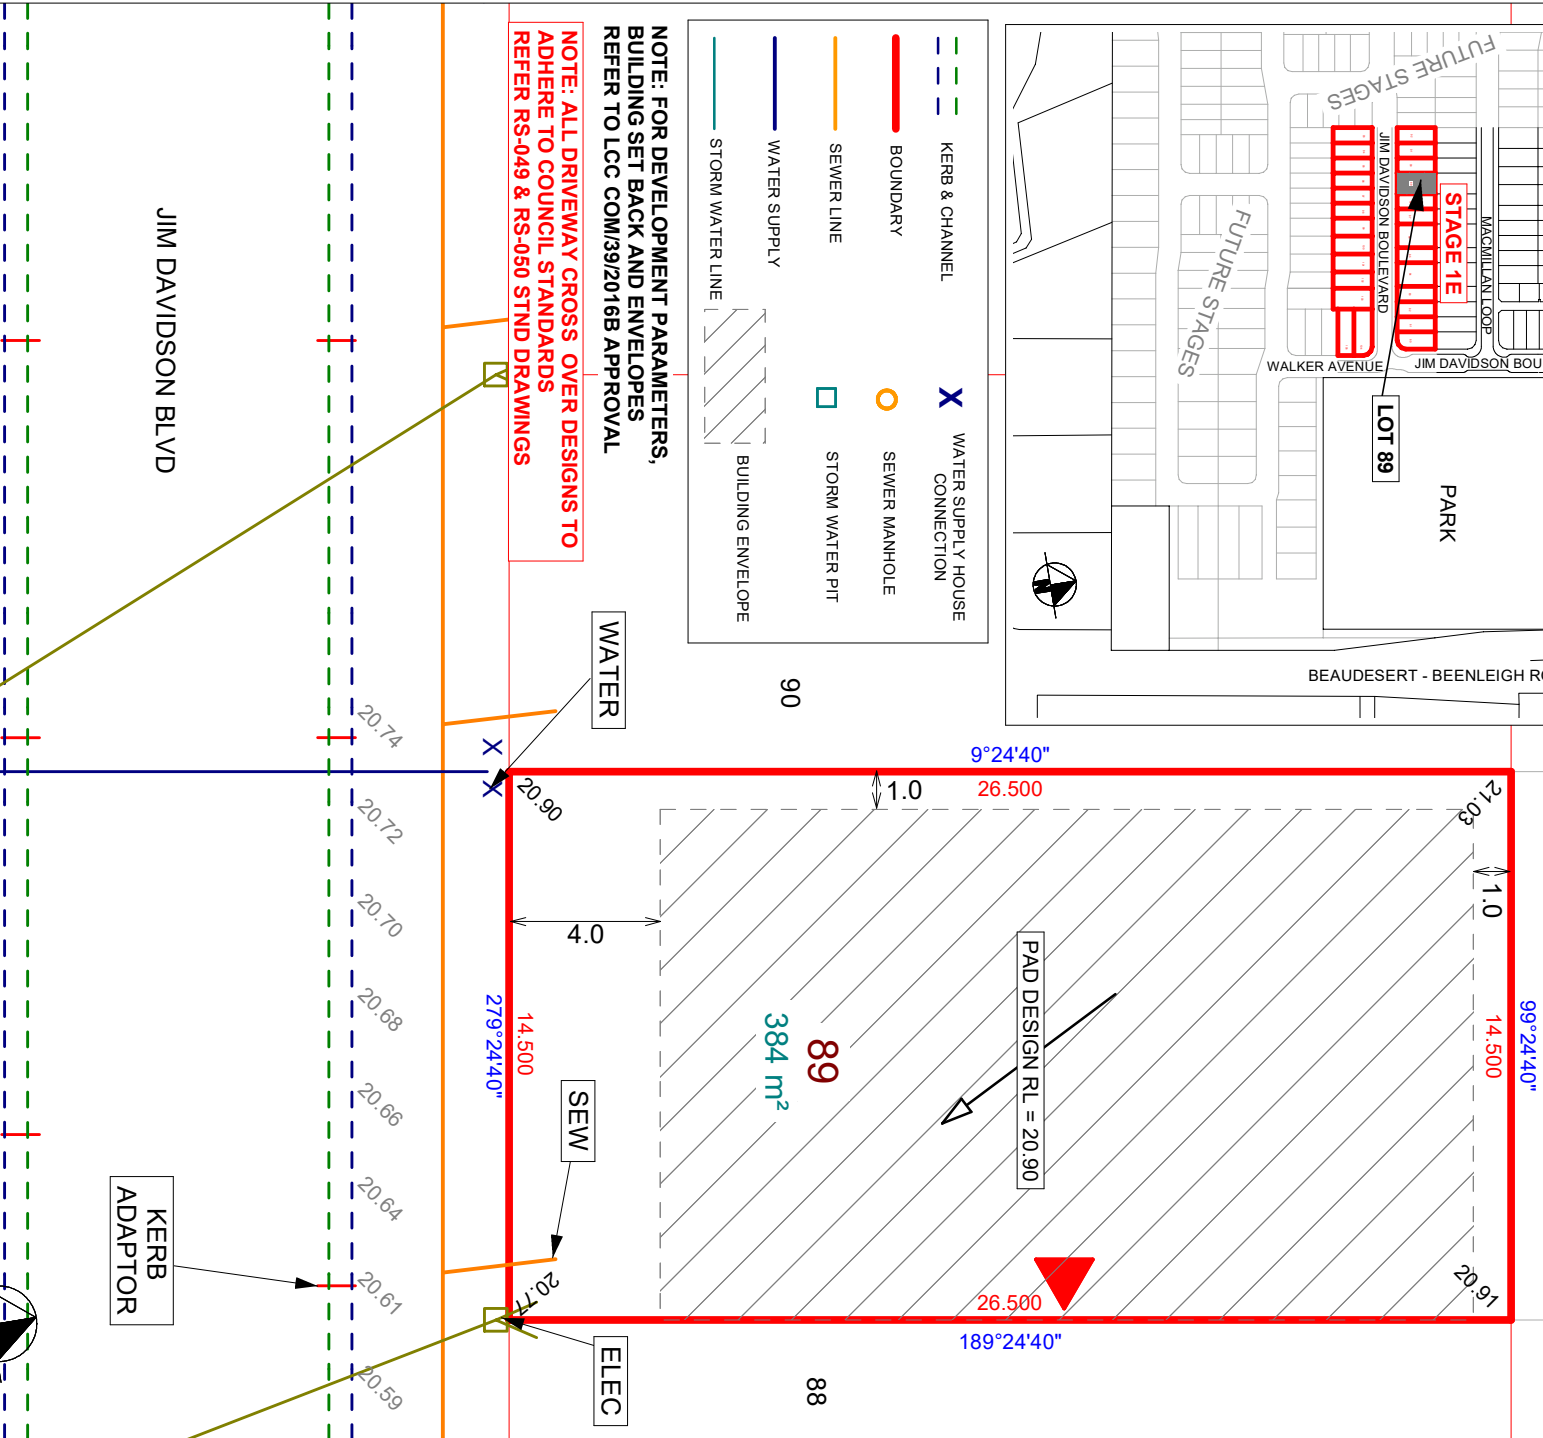 FUTURE STAGES
JIM DAVIDSON BOULEVARD
STAGE 1E
MACMILLAN LOOP
FUTURE STAGES
WALKER AVENUE
JIM DAVIDSON BOU
LOT 89
PARK
N
BEAUDESERT - BEENLEIGH R
KERB & CHANNEL
BOUNDARY
SEWER LINE
WATER SUPPLY
STORM WATER LINE
X
WATER SUPPLY HOUSE
CONNECTION
SEWER MANHOLE
STORM WATER PIT
BUILDING ENVELOPE
NOTE: FOR DEVELOPMENT PARAMETERS,
BUILDING SET BACK AND ENVELOPES
REFER TO LCC COM/39/2016B APPROVAL
NOTE: ALL DRIVEWAY CROSS OVER DESIGNS TO
ADHERE TO COUNCIL STANDARDS
REFER RS-049 & RS-050 STND DRAWINGS
JIM DAVIDSON BLVD
WATER
90
X
X
9°24'40"
26.500
1.0
20.90
21.03
1.0
4.0
99°24'40"
14.500
PAD DESIGN RL = 20.90
89
384 m²
14.500
279°24'40"
SEW
20.77
20.91
26.500
189°24'40"
ELEC
88
KERB
ADAPTOR
20.74
20.72
20.70
20.68
20.66
20.64
20.61
20.59